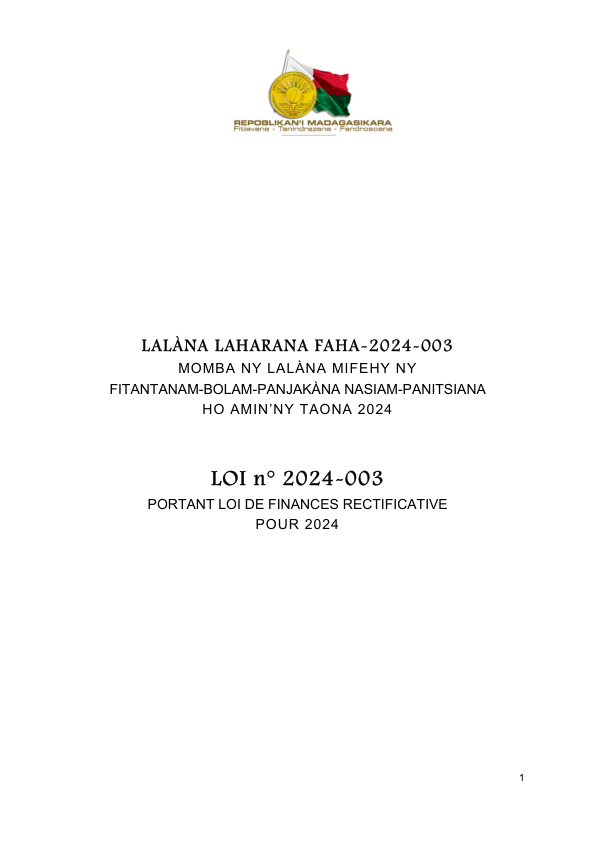 REPOBLIKAN'I MADAGASIKARA
Fitiavana - Tanindrazana - Fandrosoana
LALÀNA LAHARANA FAHA-2024-003
MOMBA NY LALÀNA MIFEHY NY
FITANTANAM-BOLAM-PANJAKÀNA NASIAM-PANITSIANA
HO AMIN'NY TAONA 2024
LOI n° 2024-003
PORTANT LOI DE FINANCES RECTIFICATIVE
POUR 2024
1